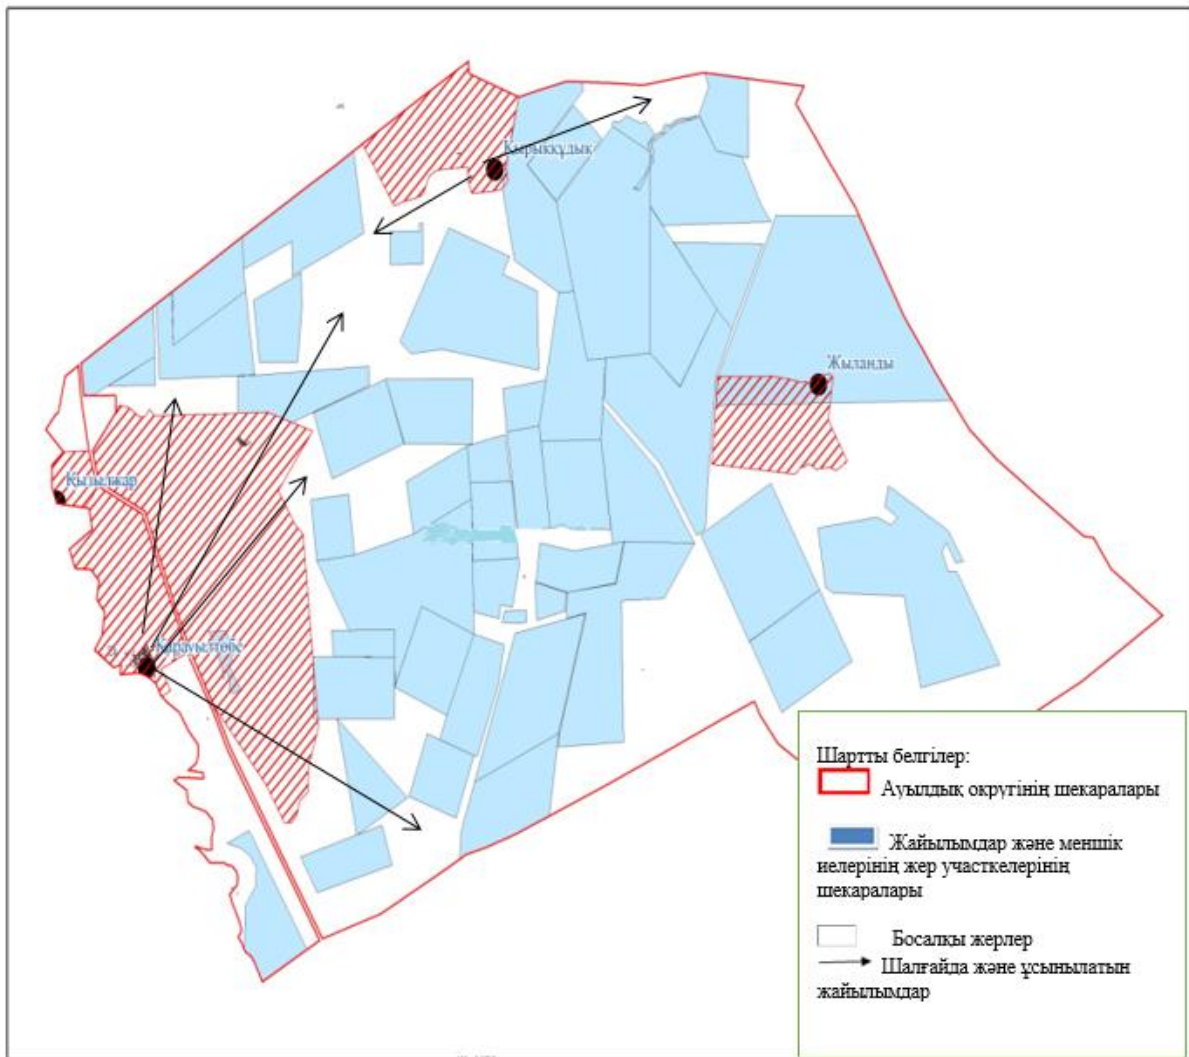 Қырыққұдық
Жыланды
Қызылжар
Қарауылтөбе
Шартты белгілер:
Ауылдық округінің шекаралары
Жайылымдар және меншік
иелерінің жер участкелерінің
шекаралары
Босалқы жерлер
Шалғайда және ұсынылатын
жайылымдар